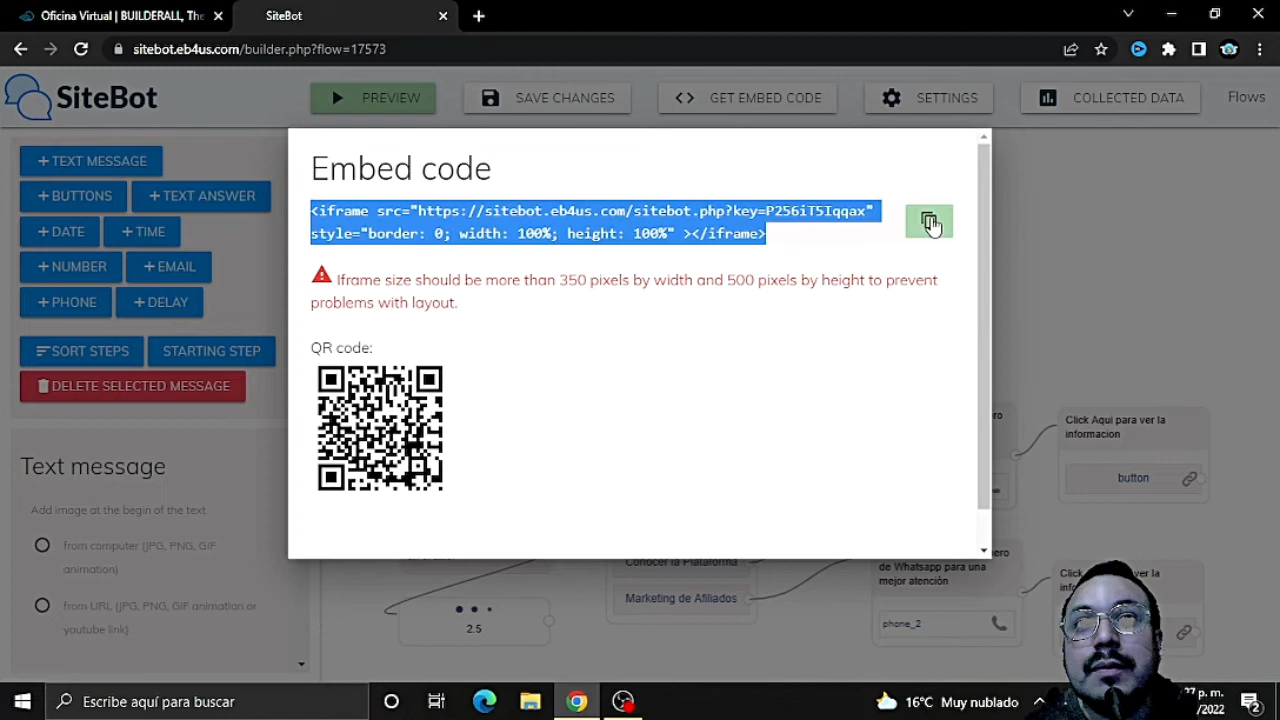 Oficina Virtual | BUILDERALL, The
SiteBot
sitebot.eb4us.com/builder.php?flow=17573
SiteBot
PREVIEW
SAVE CHANGES
GET EMBED CODE
SETTINGS
COLLECTED DATA
Flows
+ TEXT MESSAGE
+ BUTTONS
+ TEXT ANSWER
+ DATE
+ TIME
+ NUMBER
+ EMAIL
+ PHONE
+ DELAY
SORT STEPS
STARTING STEP
DELETE SELECTED MESSAGE
Embed code
<iframe src="https://sitebot.eb4us.com/sitebot.php?key=P256iT5Iqqax"
style="border: 0; width: 100%; height: 100%" ></iframe>
Iframe size should be more than 350 pixels by width and 500 pixels by height to prevent
problems with layout.
QR code:
Text message
Add image at the begin of the text
from computer (JPG, PNG, GIF
animation)
from URL (JPG, PNG, GIF animation or
youtube link)
2.5
Conocer la Plataforma
Marketing de Afiliados
de Whatsapp para una
mejor atención
phone_2
Click Aqui para ver la
informacion
button
Click
ver la
Escribe aquí para buscar
16°C Muy nublado
27 p. m.
/2022
2